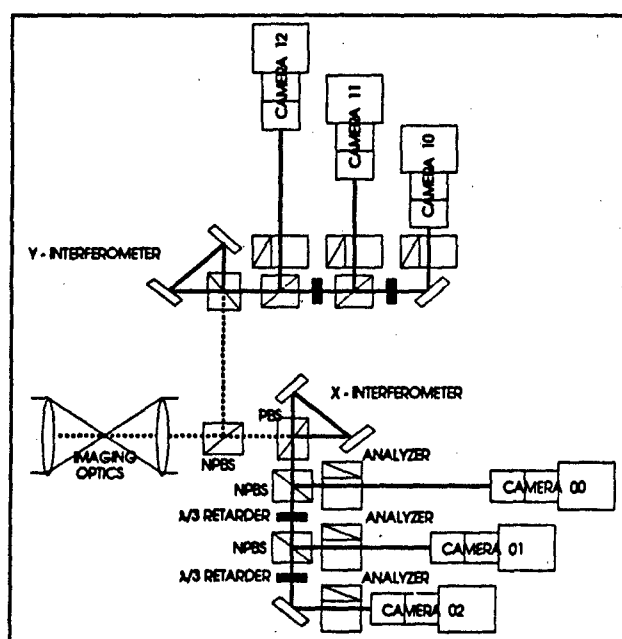 CAMERA 12
CAMERA 11
CAMERA 10
Y - INTERFEROMETER
X - INTERFEROMETER
PBS
IMAGING
OPTICS
NPBS
ANALYZER
NPBS
CAMERA 00
λ/3 RETARDER
ANALYZER
NPBS
CAMERA 01
λ/3 RETARDER
ANALYZER
CAMERA 02